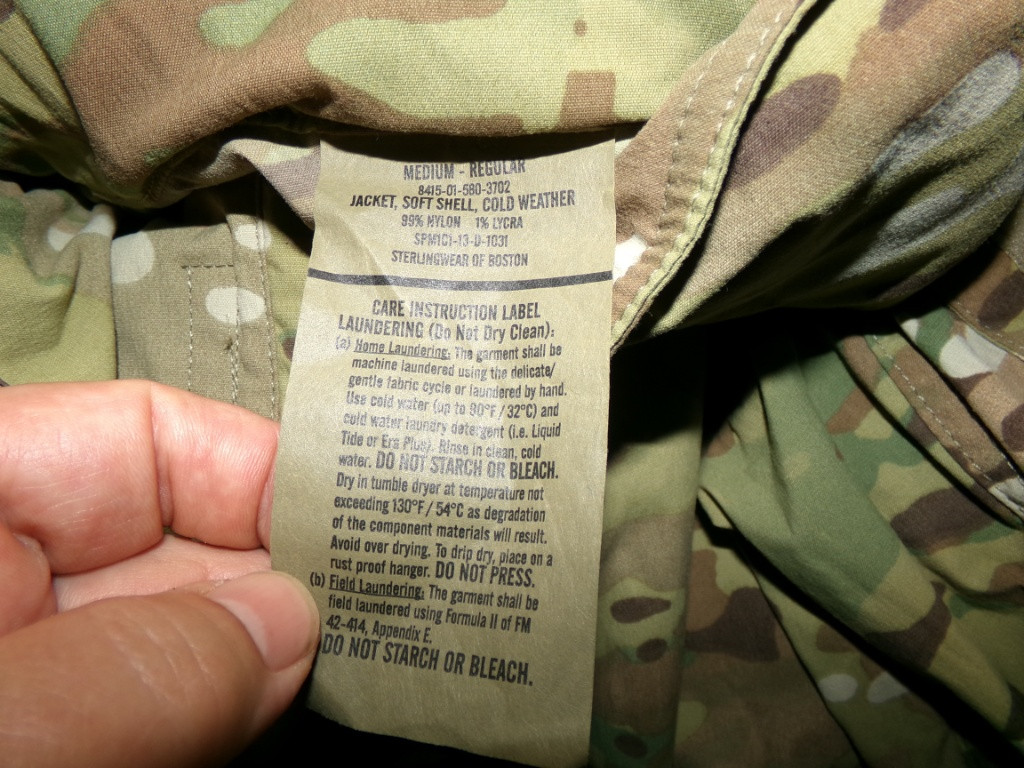 MEDIUM - REGULAR
8415-01-580-3702
JACKET, SOFT SHELL, COLD WEATHER
99% NYLON 1% LYCRA
SPM1C1-13-D-1031
STERLINGWEAR OF BOSTON
CARE INSTRUCTION LABEL
LAUNDERING (Do Not Dry Clean):
(a) Home Laundering: The garment shall be
machine laundered using the delicate/
gentle fabric cycle or laundered by hand.
Use cold water (up to 90°F / 32°C) and
cold water laundry detergent (i.e. Liquid
Tide or Era Plus). Rinse in clean, cold
water. DO NOT STARCH OR BLEACH.
Dry in tumble dryer at temperature not
exceeding 130°F / 54°C as degradation
of the component materials will result.
Avoid over drying. To drip dry, place on a
rust proof hanger. DO NOT PRESS.
(b) Field Laundering: The garment shall be
field laundered using Formula II of FM
42-414, Appendix E.
DO NOT STARCH OR BLEACH.